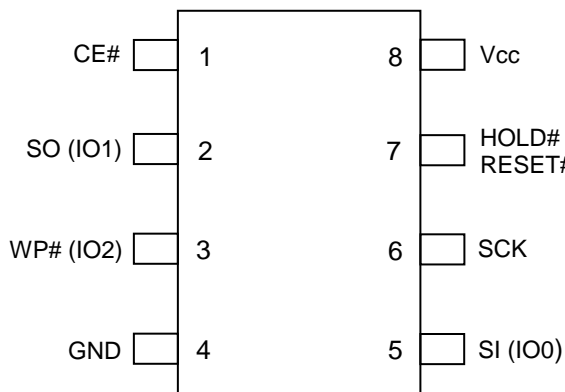 CE# 1 8 Vcc
SO (IO1) 2 7 HOLD#
RESET#
WP# (IO2) 3 6 SCK
GND 4 5 SI (IO0)